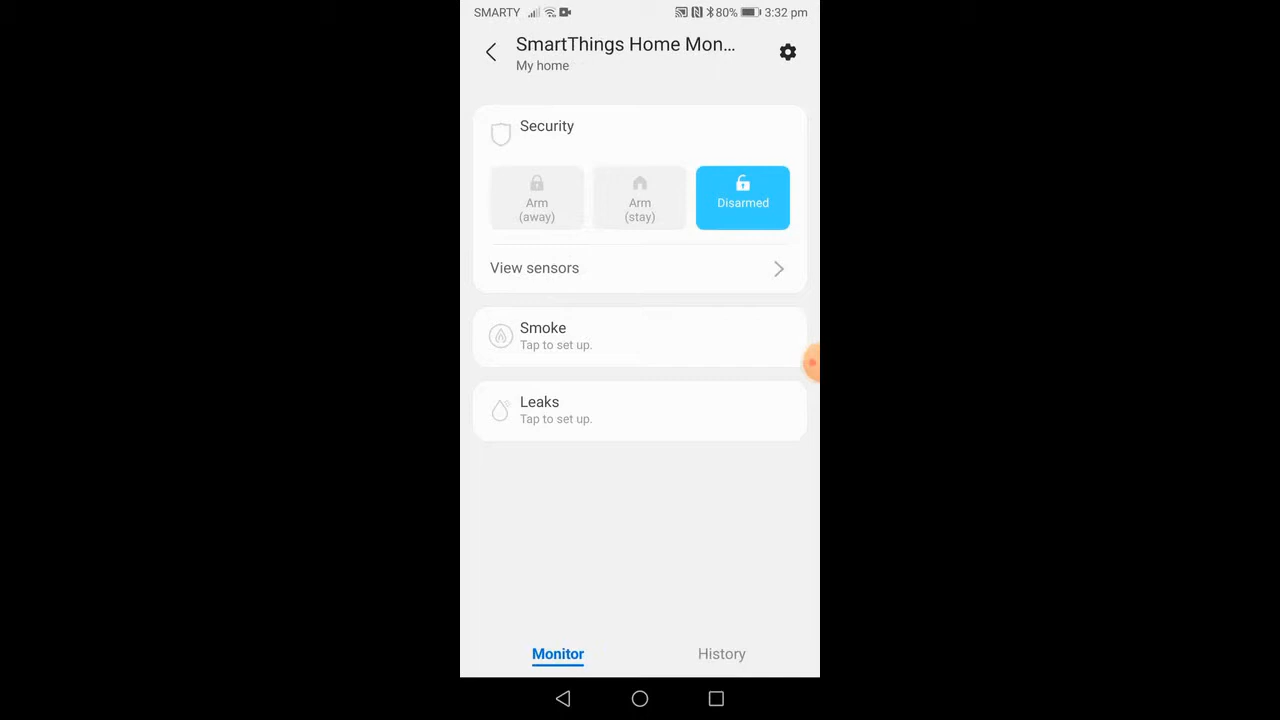 SMARTY 80% 3:32 pm
SmartThings Home Mon...
My home
Security
Arm
(away)
Arm
(stay)
Disarmed
View sensors
Smoke
Tap to set up.
Leaks
Tap to set up.
Monitor
History